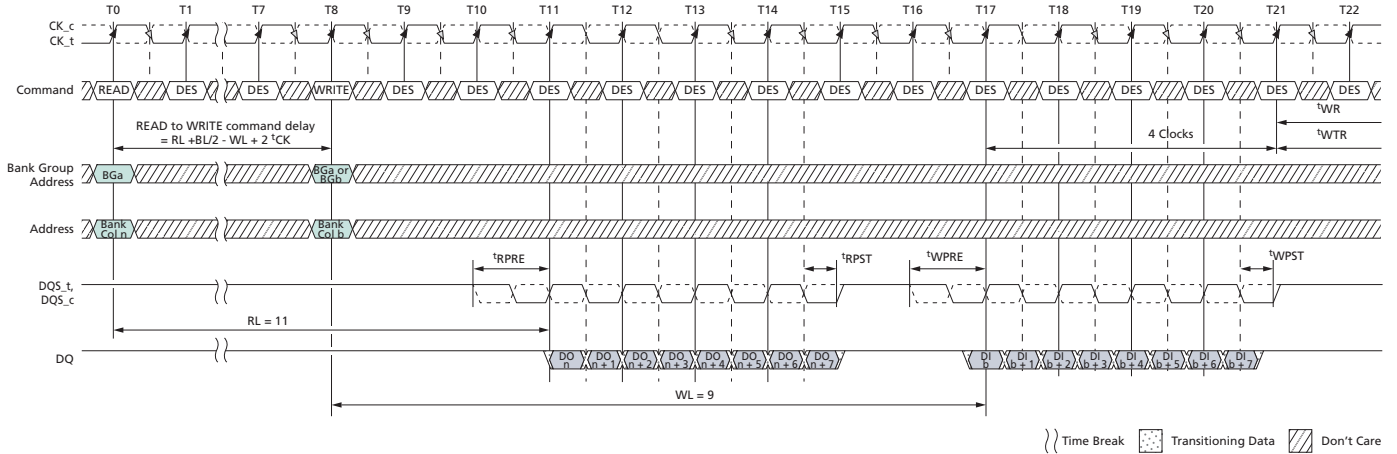 T0 T1 T7 T8 T9 T10 T11 T12 T13 T14 T15 T16 T17 T18 T19 T20 T21 T22
CK_c
CK_t
Command READ DES DES WRITE DES DES DES DES DES DES DES DES DES DES DES DES DES DES
tWR
READ to WRITE command delay
= RL +BL/2 - WL + 2 tCK
4 Clocks
tWTR
Bank Group
Address
BGa
BGa or
BGb
Address
Bank
Col n
Bank
Col b
tRPRE tRPST tWPRE tWPST
DQS_t,
DQS_c
RL = 11
DQ
DO
n
DO
n + 1
DO
n + 2
DO
n + 3
DO
n + 4
DO
n + 5
DO
n + 6
DO
n + 7
DI
b
DI
b + 1
DI
b + 2
DI
b + 3
DI
b + 4
DI
b + 5
DI
b + 6
DI
b + 7
WL = 9
Time Break Transitioning Data Don't Care